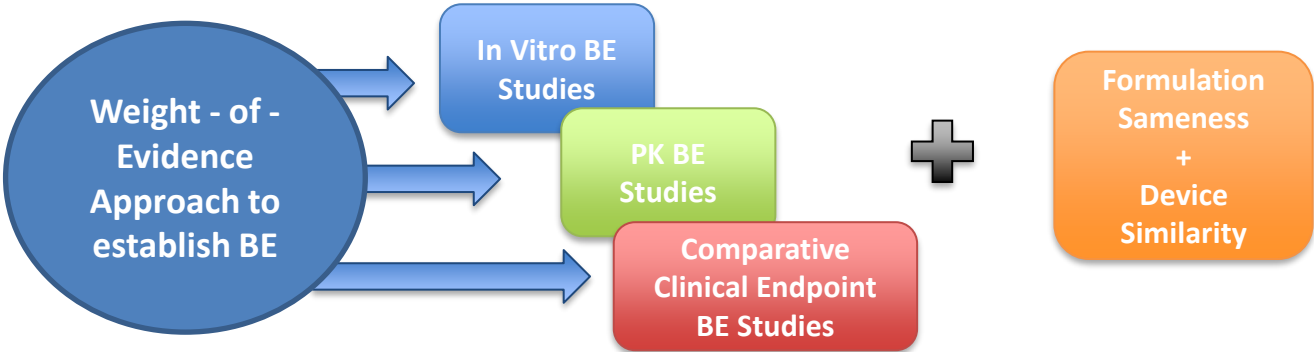 Weight - of -
Evidence
Approach to
establish BE
In Vitro BE
Studies
PK BE
Studies
Comparative
Clinical Endpoint
BE Studies
Formulation
Sameness
+
Device
Similarity